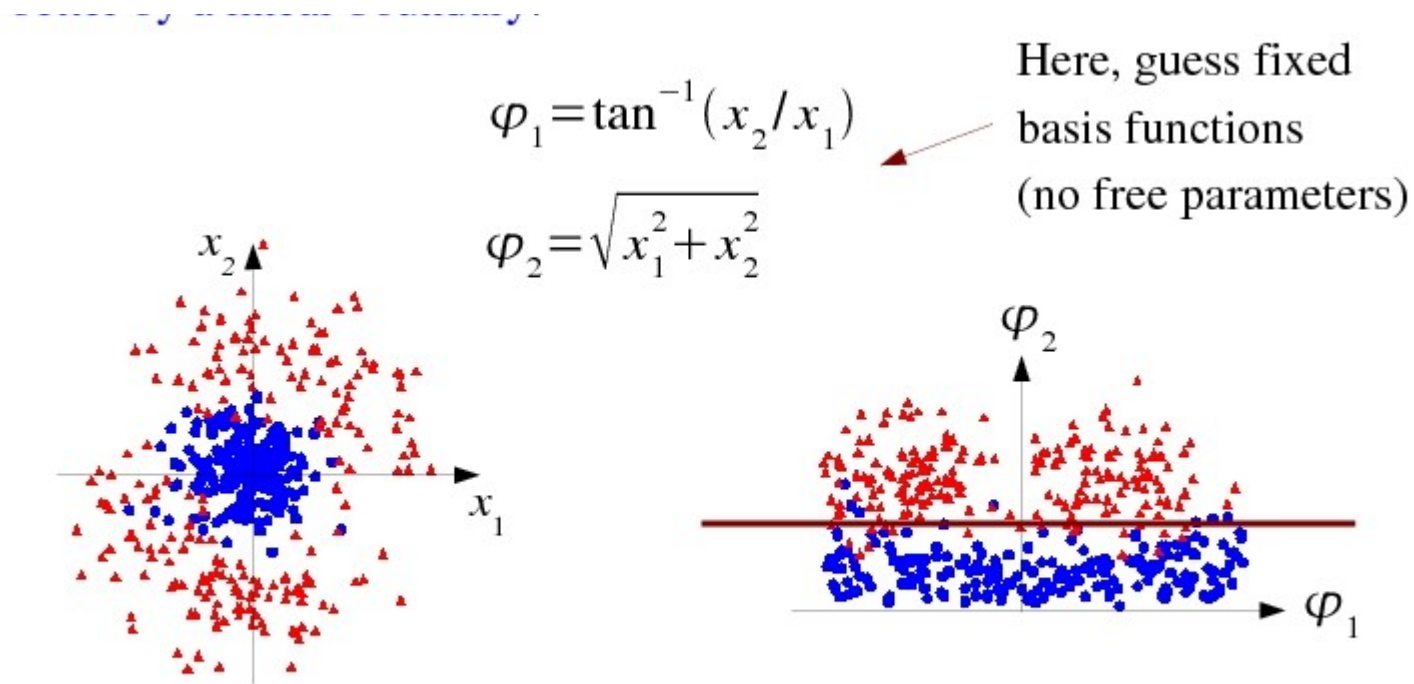 φ₁=tan⁻¹(x₂/x₁)
φ₂=√(x₁²+x₂²)
Here, guess fixed
basis functions
(no free parameters)
x₂
x₁
φ₂
φ₁